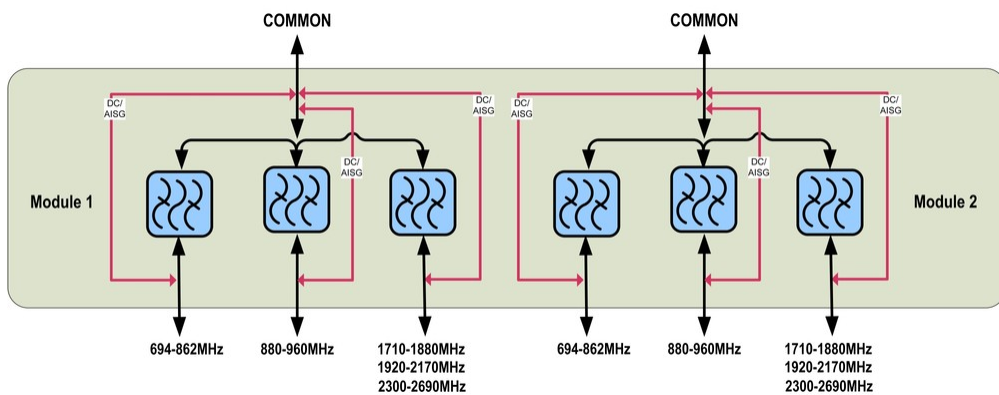 COMMON
COMMON
DC/
AISG
DC/
AISG
DC/
AISG
DC/
AISG
DC/
AISG
DC/
AISG
Module 1
Module 2
694-862MHz
880-960MHz
1710-1880MHz
1920-2170MHz
2300-2690MHz
694-862MHz
880-960MHz
1710-1880MHz
1920-2170MHz
2300-2690MHz